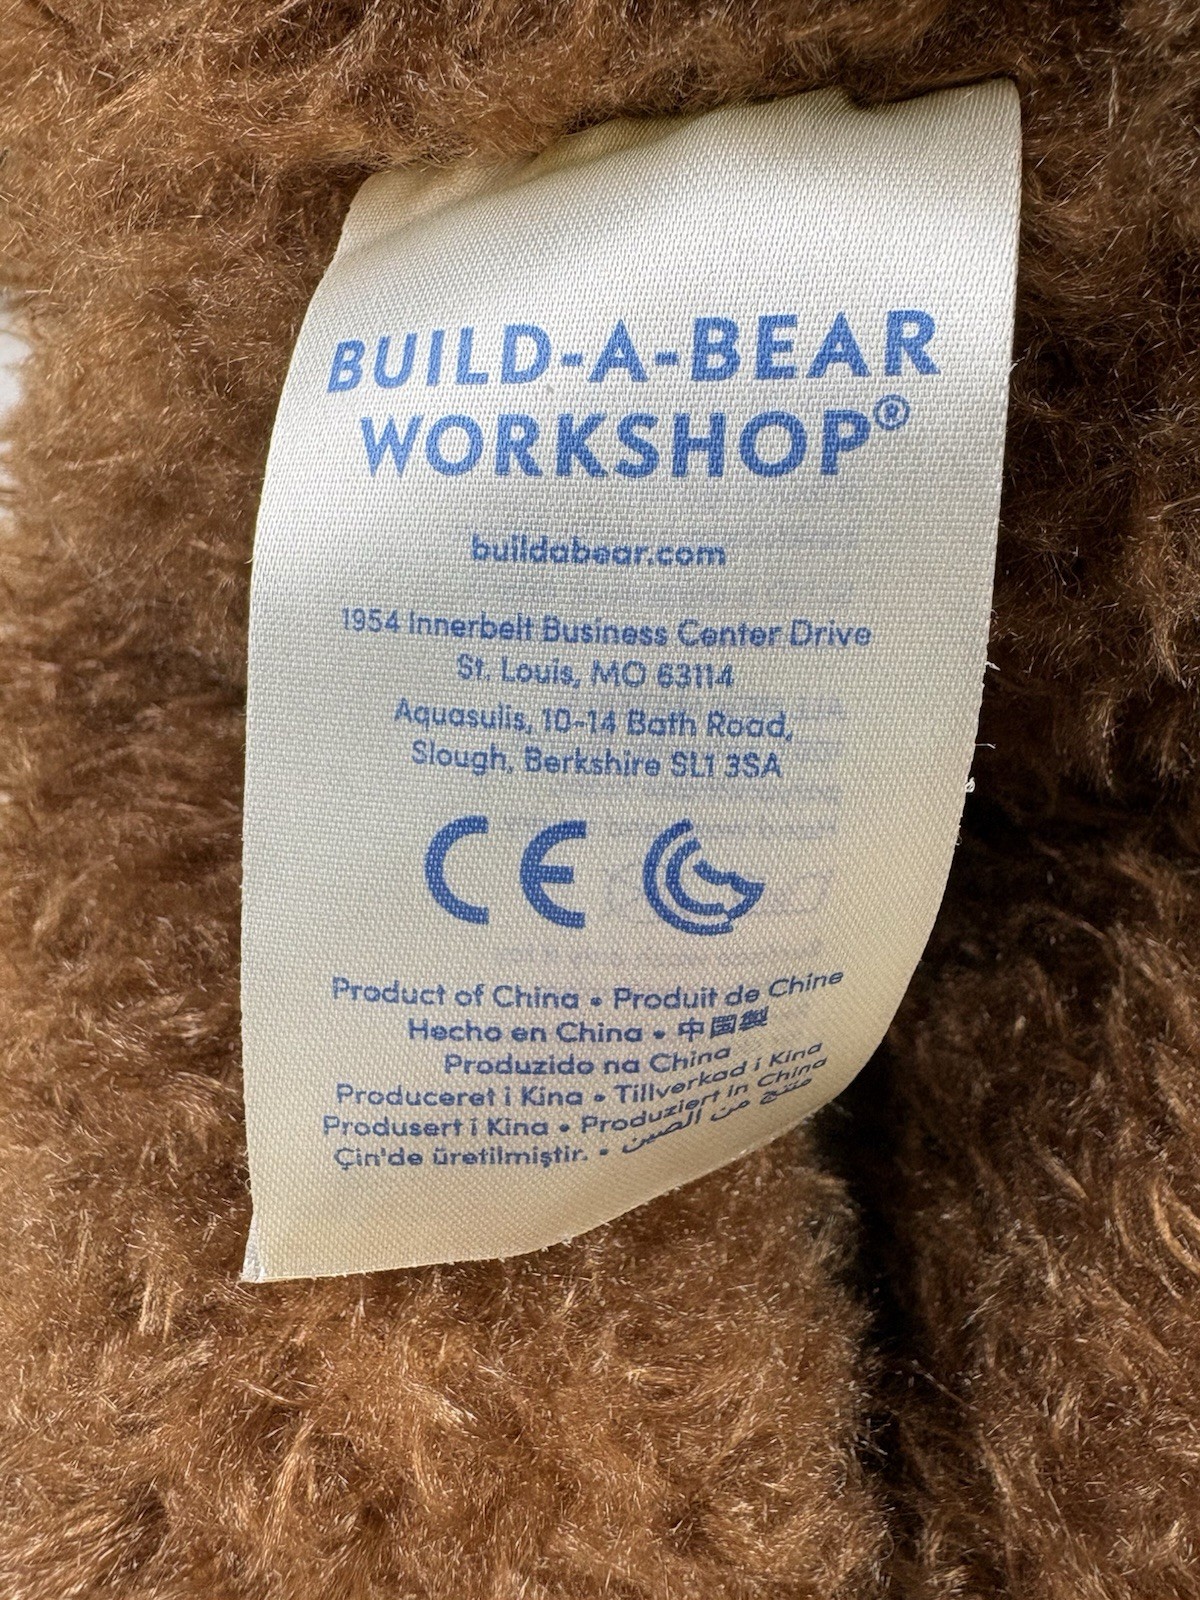 BUILD-A-BEAR
WORKSHOP®
buildabear.com
1954 Innerbelt Business Center Drive
St. Louis, MO 63114
Aquasulis, 10-14 Bath Road,
Slough, Berkshire SL1 3SA
CE
Product of China • Produit de Chine
Hecho en China • 中国製
Produzido na China
Produceret i Kina • Tillverkad i Kina
Produsert i Kina • Produziert in China
Çin'de üretilmiştir. • منتج من الصين